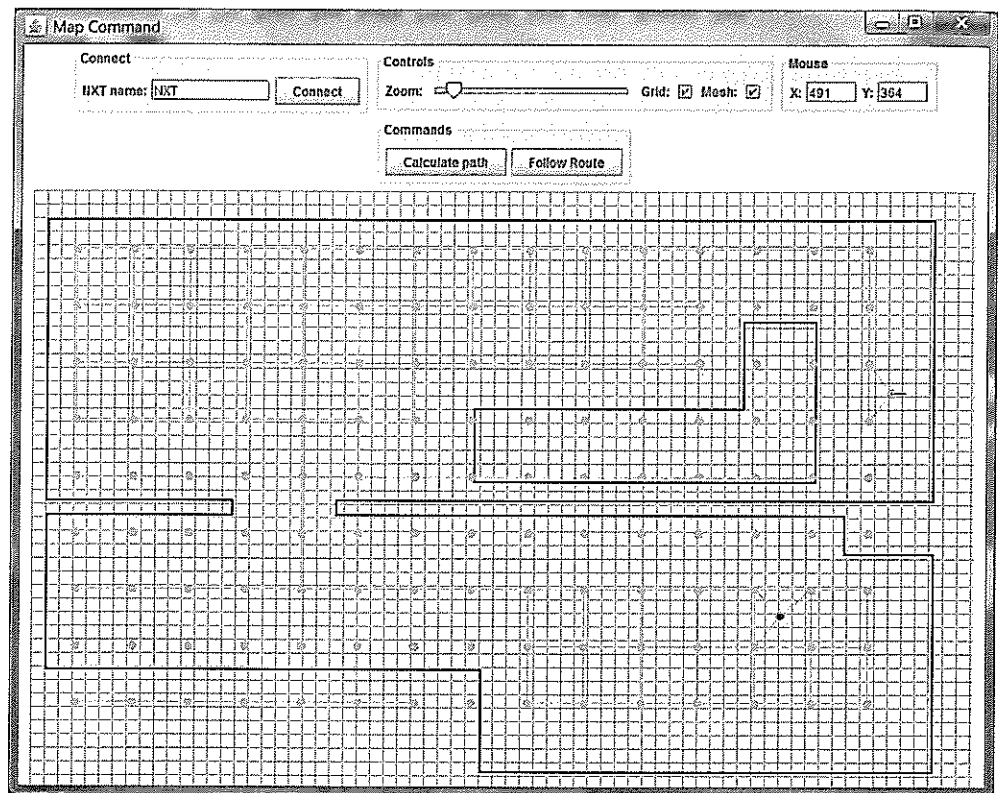 Map Command
Connect
NXT name: NXT Connect
Controls
Zoom: Grid: Mesh:
Mouse
X: 491 Y: 364
Commands
Calculate path Follow Route